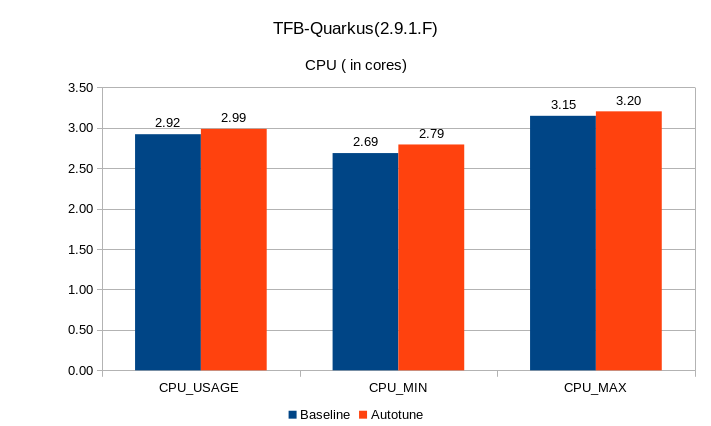 TFB-Quarkus(2.9.1.F)
CPU ( in cores)
3.50
3.00
2.50
2.00
1.50
1.00
0.50
0.00
2.92
2.99
2.69
2.79
3.15
3.20
CPU_USAGE
CPU_MIN
CPU_MAX
Baseline
Autotune